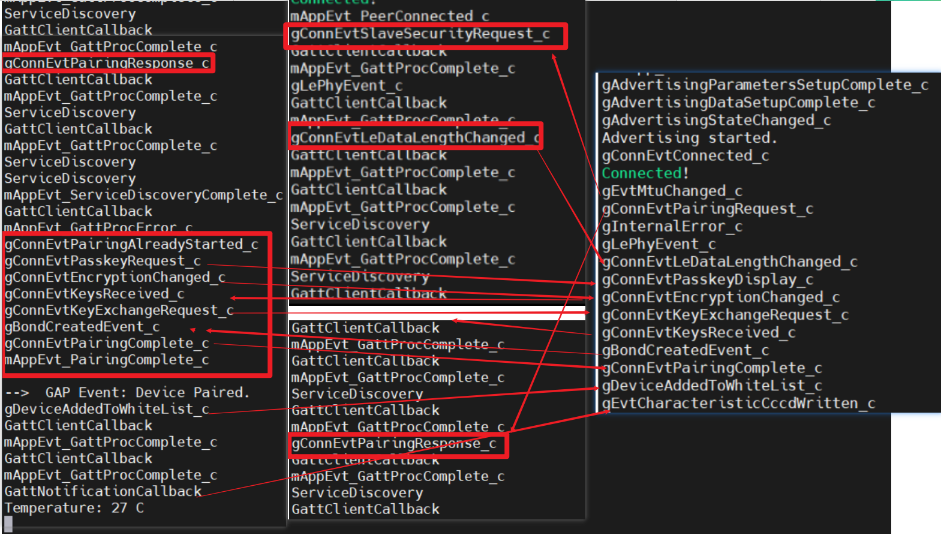 ServiceDiscovery
GattClientCallback
mAppEvt_GattProcComplete_c
gConnEvtPairingResponse_c
GattClientCallback
mAppEvt_GattProcComplete_c
ServiceDiscovery
GattClientCallback
mAppEvt_GattProcComplete_c
ServiceDiscovery
ServiceDiscovery
mAppEvt_ServiceDiscoveryComplete_c
GattClientCallback
mAppEvt_GattProcError_c
gConnEvtPairingAlreadyStarted_c
gConnEvtPasskeyRequest_c
gConnEvtEncryptionChanged_c
gConnEvtKeysReceived_c
gConnEvtKeyExchangeRequest_c
gBondCreatedEvent_c
gConnEvtPairingComplete_c
mAppEvt_PairingComplete_c
--> GAP Event: Device Paired.
gDeviceAddedToWhiteList_c
GattClientCallback
mAppEvt_GattProcComplete_c
GattClientCallback
mAppEvt_GattProcComplete_c
GattNotificationCallback
Temperature: 27 C
Connected!
mAppEvt_PeerConnected_c
gConnEvtSlaveSecurityRequest_c
GattClientCallback
mAppEvt_GattProcComplete_c
gLePhyEvent_c
GattClientCallback
mAppEvt_GattProcComplete_c
gConnEvtLeDataLengthChanged_c
GattClientCallback
mAppEvt_GattProcComplete_c
GattClientCallback
mAppEvt_GattProcComplete_c
ServiceDiscovery
GattClientCallback
mAppEvt_GattProcComplete_c
ServiceDiscovery
GattClientCallback
GattClientCallback
mAppEvt_GattProcComplete_c
GattClientCallback
mAppEvt_GattProcComplete_c
ServiceDiscovery
GattClientCallback
mAppEvt_GattProcComplete_c
gConnEvtPairingResponse_c
GattClientCallback
mAppEvt_GattProcComplete_c
ServiceDiscovery
GattClientCallback
gAdvertisingParametersSetupComplete_c
gAdvertisingDataSetupComplete_c
gAdvertisingStateChanged_c
Advertising started.
gConnEvtConnected_c
Connected!
gEvtMtuChanged_c
gConnEvtPairingRequest_c
gInternalError_c
gLePhyEvent_c
gConnEvtLeDataLengthChanged_c
gConnEvtPasskeyDisplay_c
gConnEvtEncryptionChanged_c
gConnEvtKeyExchangeRequest_c
gConnEvtKeysReceived_c
gBondCreatedEvent_c
gConnEvtPairingComplete_c
gDeviceAddedToWhiteList_c
gEvtCharacteristicCccdWritten_c